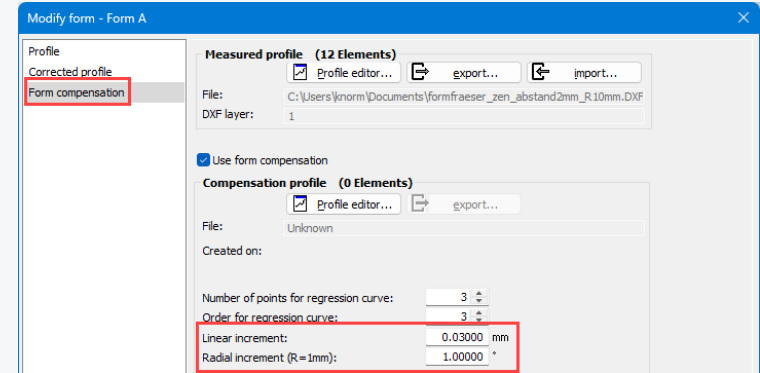 Modify form - Form A
Profile
Corrected profile
Form compensation
Measured profile (12 Elements)
Profile editor... export... import...
File: C:\Users\knorm\Documents\formfraeser_zen_abstand2mm_R10mm.DXF
DXF layer: 1
Use form compensation
Compensation profile (0 Elements)
Profile editor... export...
File: Unknown
Created on:
Number of points for regression curve: 3
Order for regression curve: 3
Linear increment: 0.03000 mm
Radial increment (R=1mm): 1.00000 °